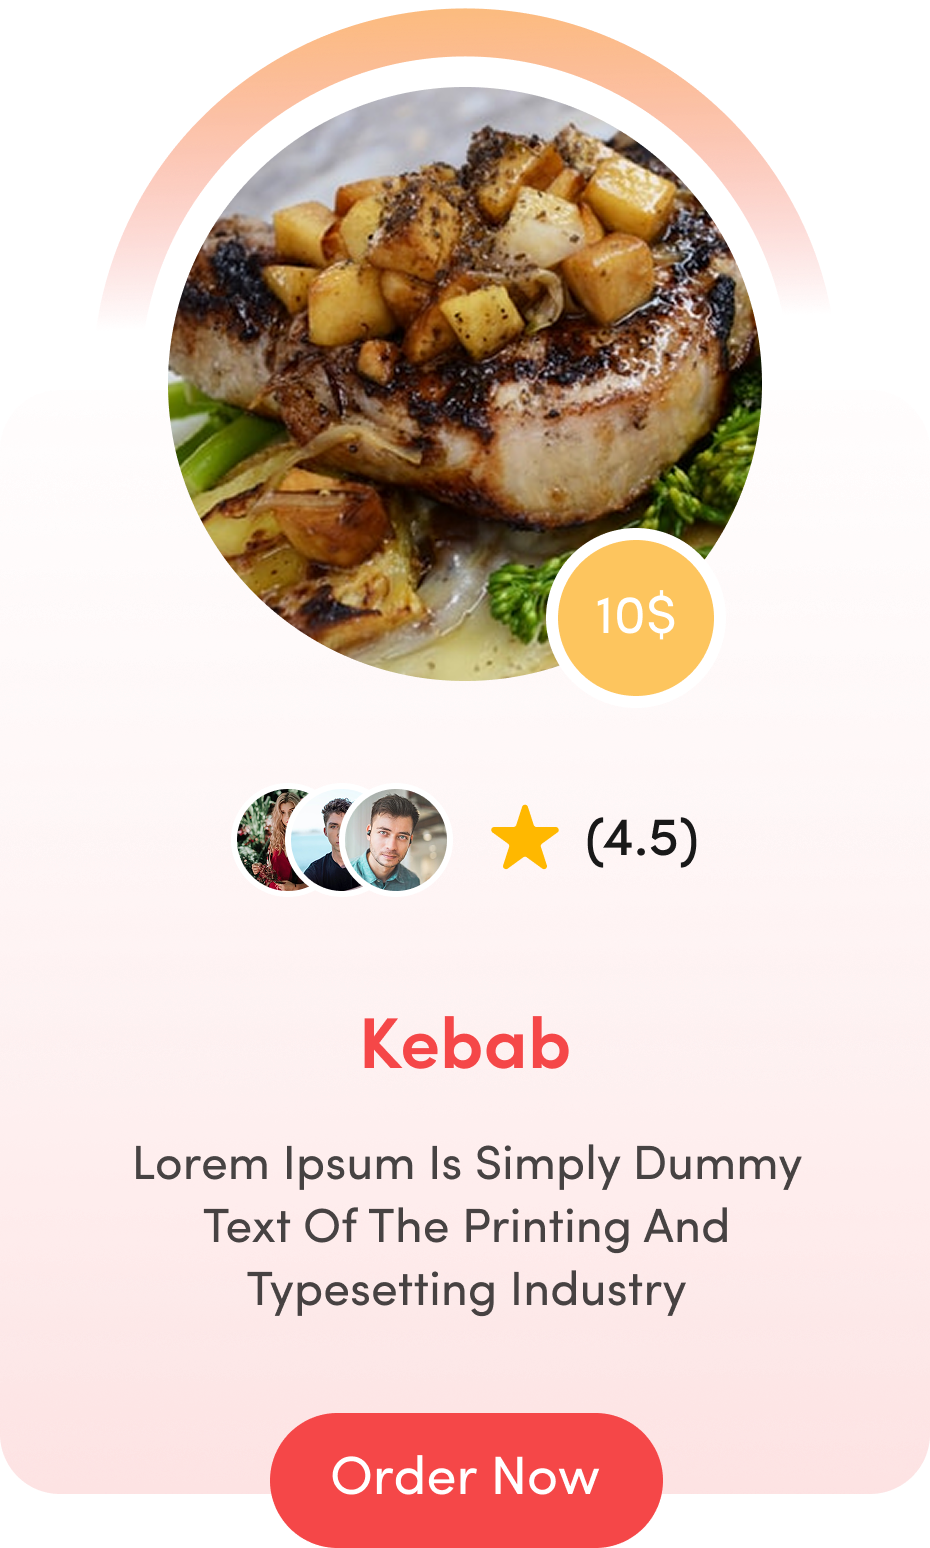 10$
(4.5)
Kebab
Lorem Ipsum Is Simply Dummy
Text Of The Printing And
Typesetting Industry
Order Now